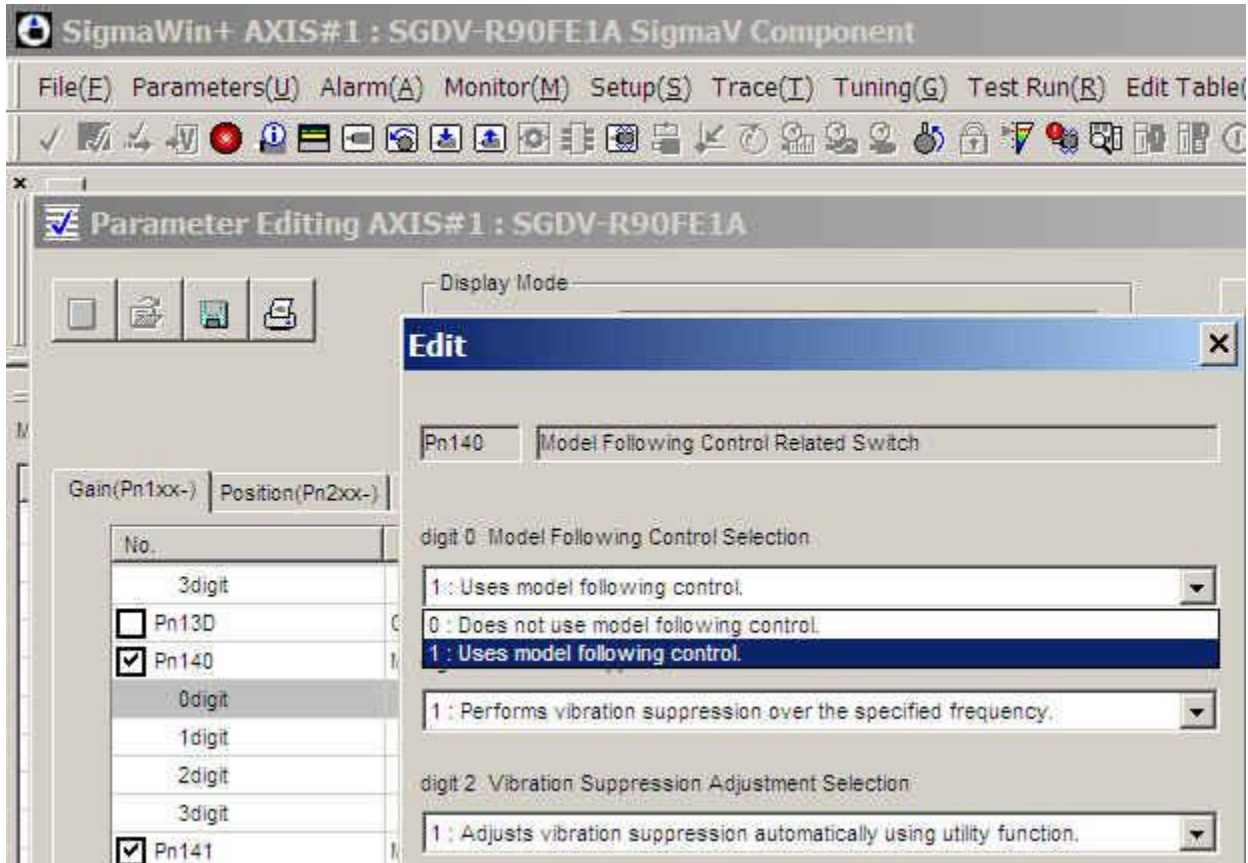 SigmaWin+ AXIS#1 : SGDV-R90FE1A SigmaV Component
File(F) Parameters(U) Alarm(A) Monitor(M) Setup(S) Trace(T) Tuning(G) Test Run(R) Edit Table(
Parameter Editing AXIS#1 : SGDV-R90FE1A
Display Mode
Edit
Pn140 Model Following Control Related Switch
Gain(Pn1xx-) Position(Pn2xx-)
digit 0 Model Following Control Selection
No.
1 : Uses model following control.
3digit
0 : Does not use model following control.
Pn13D
1 : Uses model following control.
Pn140
0digit
1 : Performs vibration suppression over the specified frequency.
1digit
2digit
digit 2 Vibration Suppression Adjustment Selection
3digit
1 : Adjusts vibration suppression automatically using utility function.
Pn141